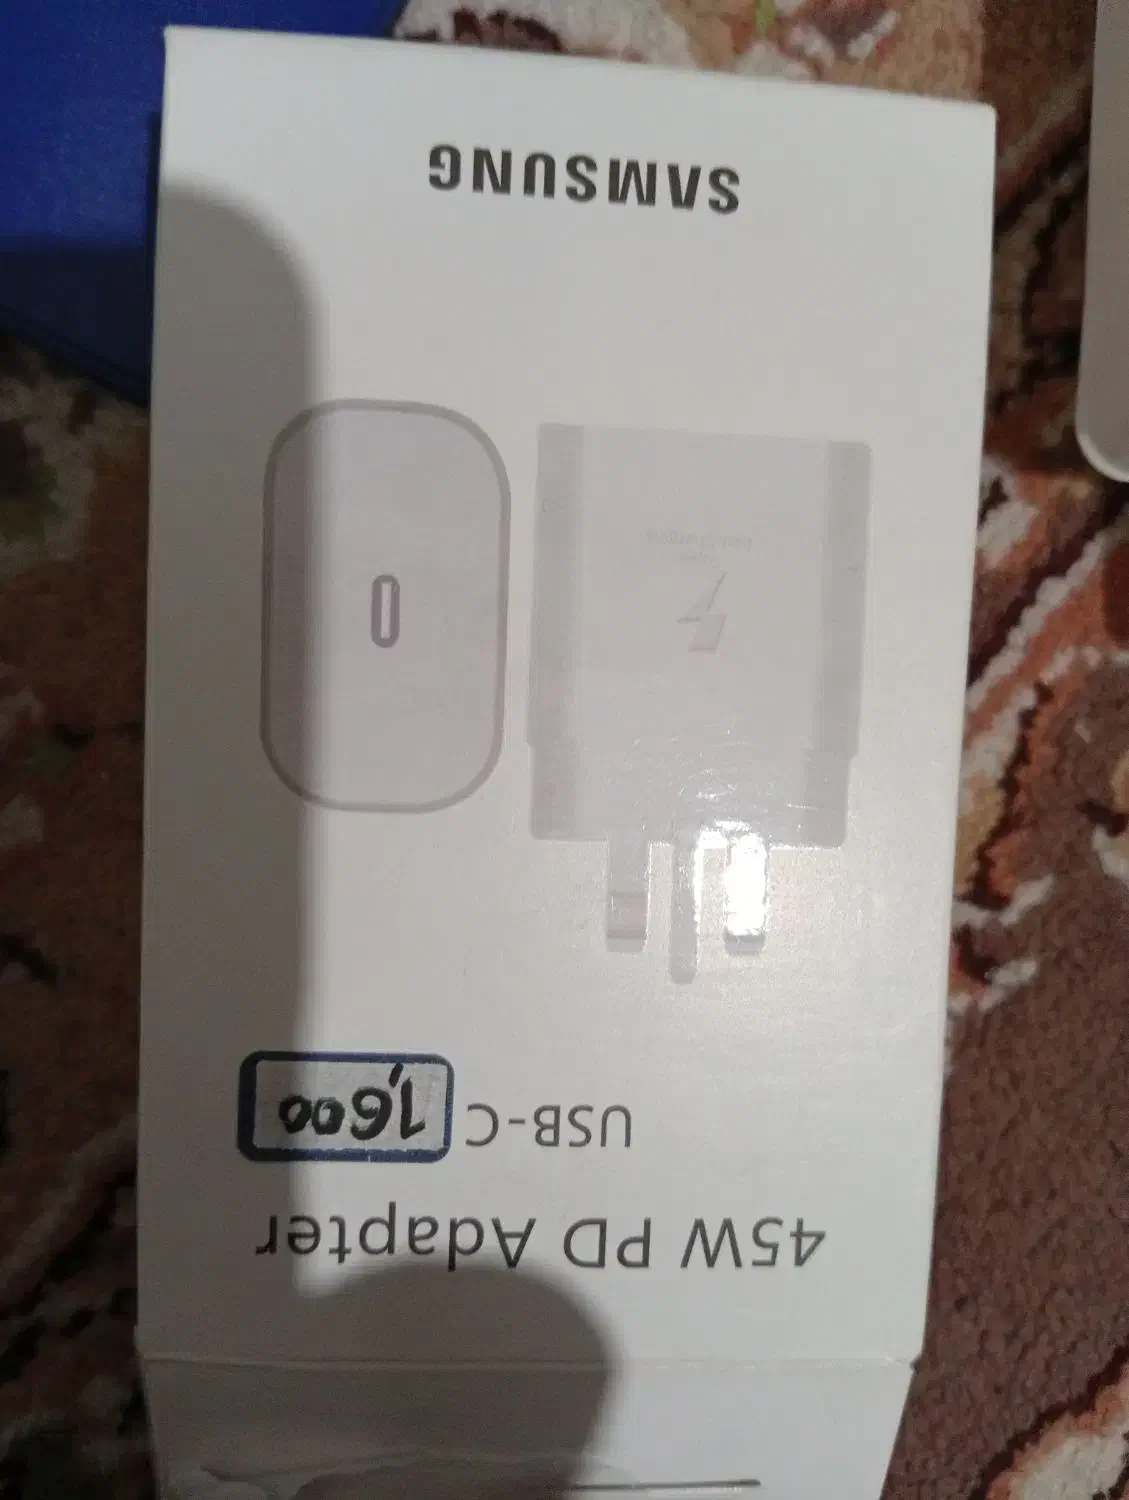 45W PD Adapter
USB-C 1,600
SAMSUNG